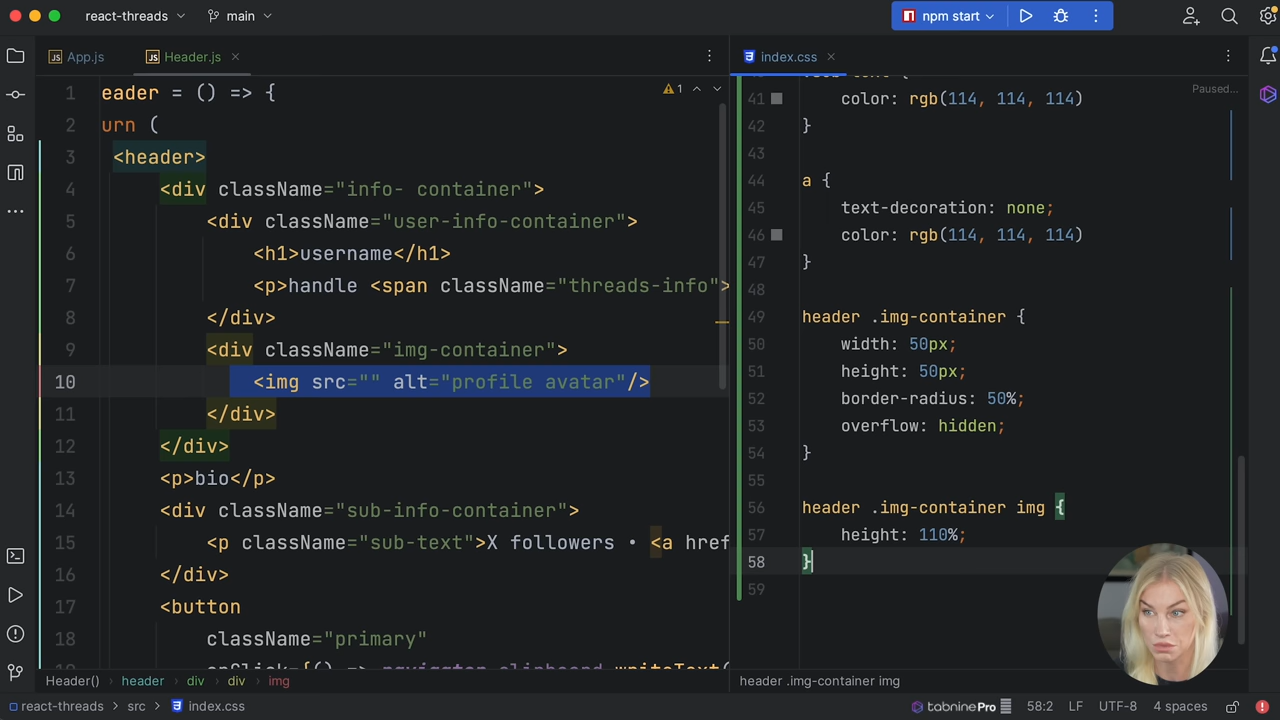 react-threads
main
npm start
App.js
Header.js
index.css
1 eader = () => {
2 urn (
3 <header>
4 <div className="info- container">
5 <div className="user-info-container">
6 <h1>username</h1>
7 <p>handle <span className="threads-info">
8 </div>
9 <div className="img-container">
10 <img src="" alt="profile avatar"/>
11 </div>
12 </div>
13 <p>bio</p>
14 <div className="sub-info-container">
15 <p className="sub-text">X followers • <a href
16 </div>
17 <button
18 className="primary"
onClick={() => navigator.clipboard.writeText(
1
Paused...
41 color: rgb(114, 114, 114)
42 }
43
44 a {
45 text-decoration: none;
46 color: rgb(114, 114, 114)
47 }
48
49 header .img-container {
50 width: 50px;
51 height: 50px;
52 border-radius: 50%;
53 overflow: hidden;
54 }
55
56 header .img-container img {
57 height: 110%;
58 }
59
Header() header div div img
header .img-container img
react-threads > src > index.css
tabnine Pro 58:2 LF UTF-8 4 spaces